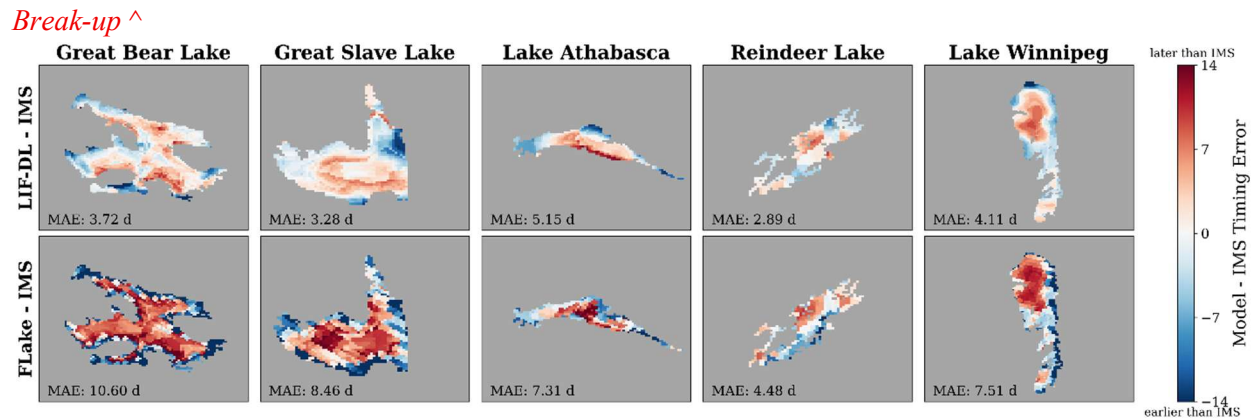 Break-up ^
Great Bear Lake
Great Slave Lake
Lake Athabasca
Reindeer Lake
Lake Winnipeg
later than IMS
14
7
0
−7
−14
earlier than IMS
Model - IMS Timing Error
LIF-DL - IMS
MAE: 3.72 d
MAE: 3.28 d
MAE: 5.15 d
MAE: 2.89 d
MAE: 4.11 d
FLake - IMS
MAE: 10.60 d
MAE: 8.46 d
MAE: 7.31 d
MAE: 4.48 d
MAE: 7.51 d